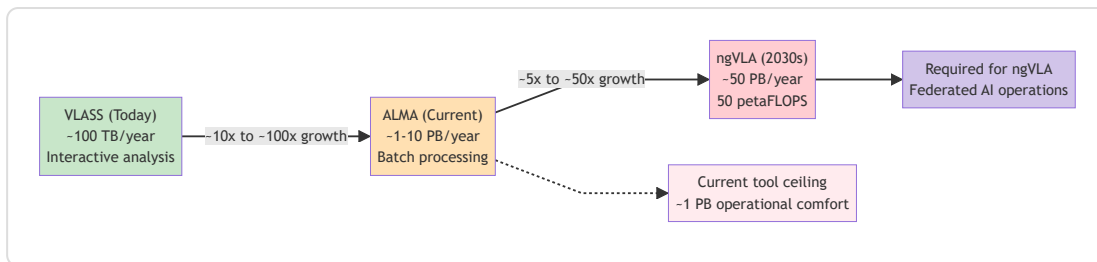 VLASS (Today)
~100 TB/year
Interactive analysis
~10x to ~100x growth
ALMA (Current)
~1-10 PB/year
Batch processing
~5x to ~50x growth
ngVLA (2030s)
~50 PB/year
50 petaFLOPS
Required for ngVLA
Federated AI operations
Current tool ceiling
~1 PB operational comfort